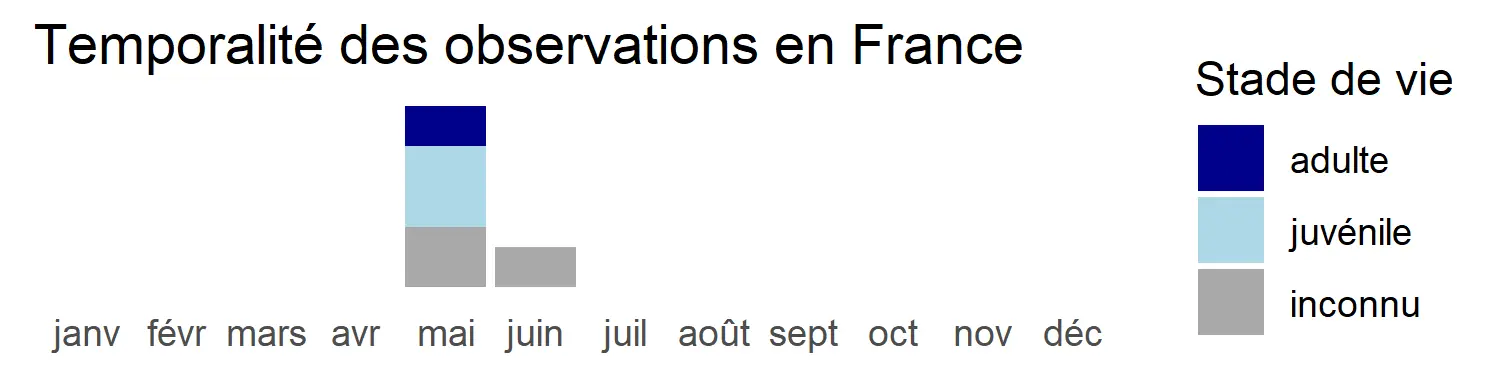 Temporalité des observations en France
janv févr mars avr mai juin juil août sept oct nov déc
Stade de vie
adulte
juvénile
inconnu